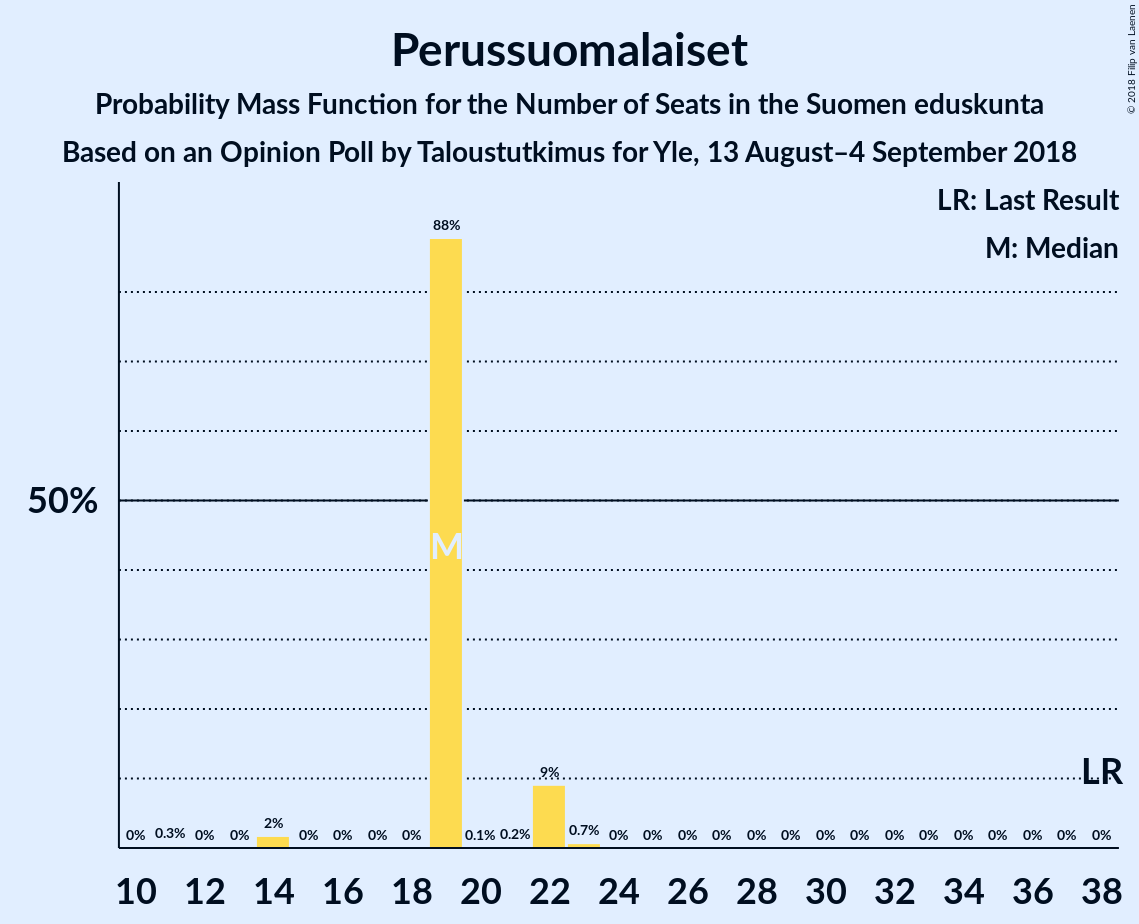 Perussuomalaiset
Probability Mass Function for the Number of Seats in the Suomen eduskunta
Based on an Opinion Poll by Taloustutkimus for Yle, 13 August–4 September 2018
© 2018 Filip van Laenen
LR: Last Result
M: Median
50%
88%
M
LR
0% 0.3% 0% 0% 2% 0% 0% 0% 0% 0.1% 0.2% 9% 0.7% 0% 0% 0% 0% 0% 0% 0% 0% 0% 0% 0% 0% 0% 0% 0%
10 12 14 16 18 20 22 24 26 28 30 32 34 36 38